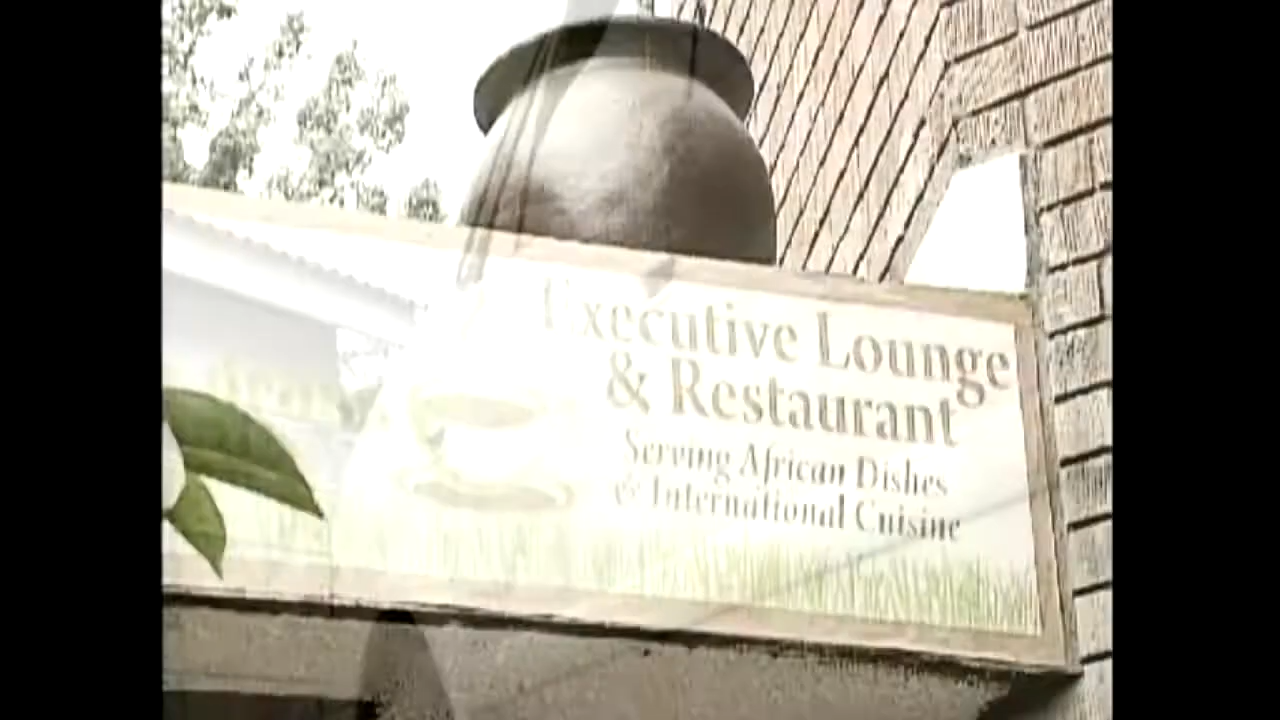 Executive Lounge
& Restaurant
Serving African Dishes
& International Cuisine